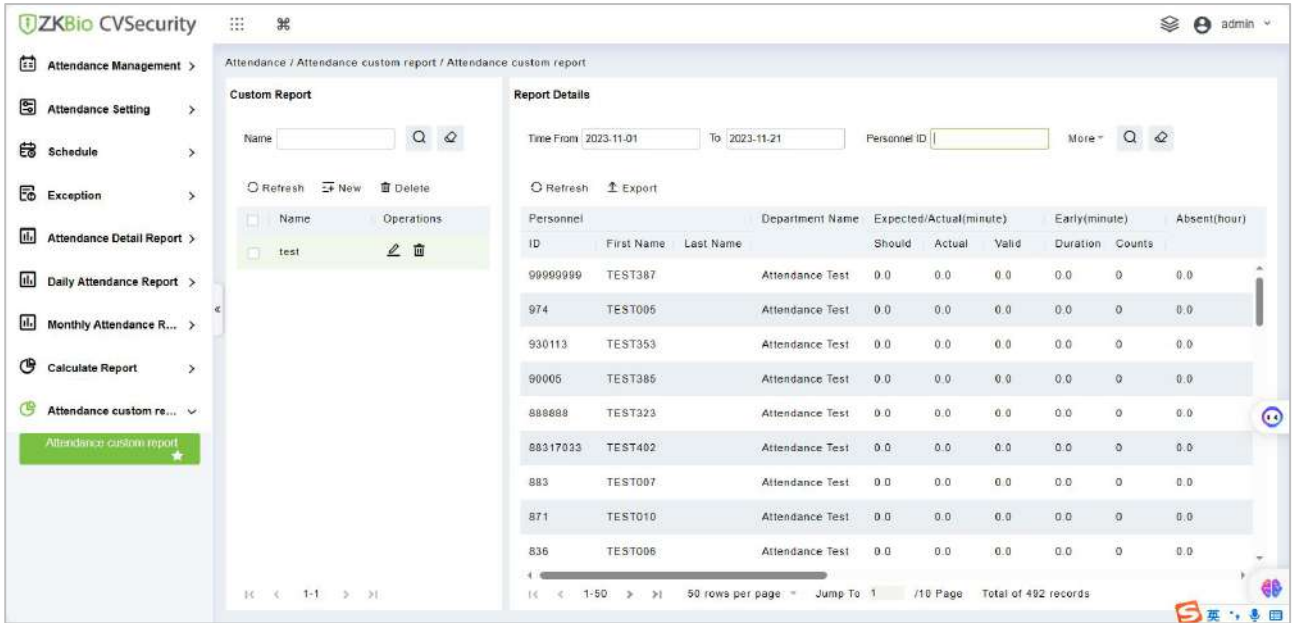 ZKBio CVSecurity
admin
Attendance Management
Attendance Setting
Schedule
Exception
Attendance Detail Report
Daily Attendance Report
Monthly Attendance R...
Calculate Report
Attendance custom re...
Attendance custom report
Attendance / Attendance custom report / Attendance custom report
Custom Report
Name
Refresh New Delete
Name Operations
test
1-1
Report Details
Time From 2023-11-01 To 2023-11-21 Personnel ID More
Refresh Export
Personnel Department Name Expected/Actual(minute) Early(minute) Absent(hour)
ID First Name Last Name Should Actual Valid Duration Counts
99999999 TEST387 Attendance Test 0.0 0.0 0.0 0.0 0 0.0
974 TEST005 Attendance Test 0.0 0.0 0.0 0.0 0 0.0
930113 TEST353 Attendance Test 0.0 0.0 0.0 0.0 0 0.0
90005 TEST385 Attendance Test 0.0 0.0 0.0 0.0 0 0.0
888888 TEST323 Attendance Test 0.0 0.0 0.0 0.0 0 0.0
88317033 TEST402 Attendance Test 0.0 0.0 0.0 0.0 0 0.0
883 TEST007 Attendance Test 0.0 0.0 0.0 0.0 0 0.0
871 TEST010 Attendance Test 0.0 0.0 0.0 0.0 0 0.0
836 TEST006 Attendance Test 0.0 0.0 0.0 0.0 0 0.0
1-50 50 rows per page Jump To 1 /10 Page Total of 492 records
英